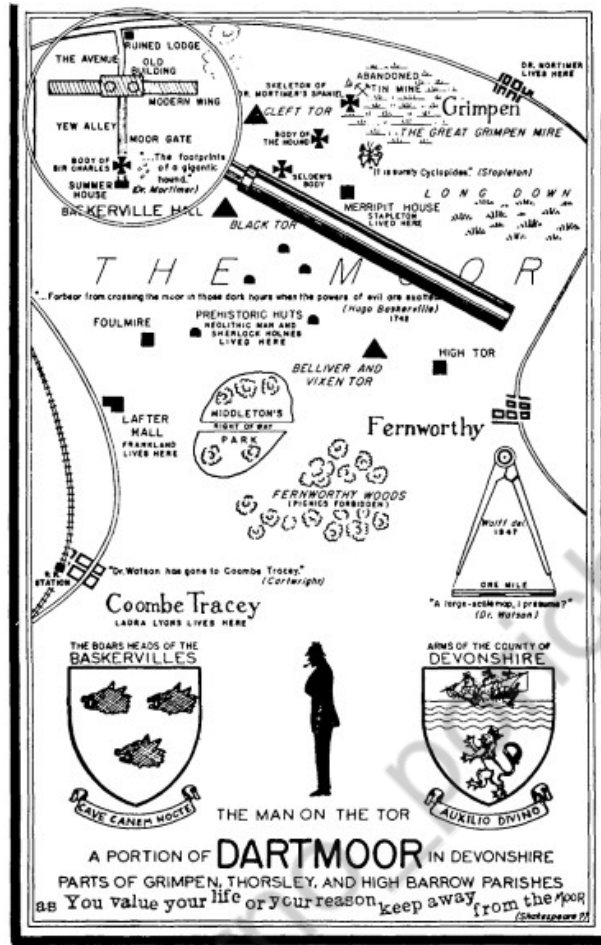 RUINED LODGE
THE AVENUE
OLD
BUILDING
MODERN WING
YEW ALLEY
MOOR GATE
BODY OF
SIR CHARLES
"...The footprints
of a gigantic
hound."
(Dr. Mortimer)
SUMMER
HOUSE
BASKERVILLE HALL
SKELETON OF
DR. MORTIMER'S SPANIEL
CLEFT TOR
ABANDONED
TIN MINE
DR. MORTIMER
LIVES HERE
Grimpen
THE GREAT GRIMPEN MIRE
BODY OF
THE HOUND
SELDEN'S
BODY
"It is surely Cyclopides." (Stapleton)
MERRIPIT HOUSE
STAPLETON
LIVED HERE
LONG DOWN
BLACK TOR
THE MOOR
"...Forbear from crossing the moor in those dark hours when the powers of evil are
(Hugo Baskerville)
1742
FOULMIRE
PREHISTORIC HUTS
NEOLITHIC MAN AND
SHERLOCK HOLMES
LIVED HERE
BELLIVER AND
VIXEN TOR
HIGH TOR
LAFTER
HALL
FRANKLAND
LIVES HERE
MIDDLETON'S
RIGHT OF WAY
PARK
Fernworthy
FERNWORTHY WOODS
(PICNICS FORBIDDEN)
Wolff del.
1947
ONE MILE
"A large-scale map, I presume?"
(Dr. Watson)
R.R.
STATION
"Dr. Watson has gone to Coombe Tracey."
(Cartwright)
Coombe Tracey
LAURA LYONS LIVES HERE
THE BOARS HEADS OF THE
BASKERVILLES
CAVE CANEM NOCTE
THE MAN ON THE TOR
ARMS OF THE COUNTY OF
DEVONSHIRE
AUXILIO DIVINO
A PORTION OF DARTMOOR IN DEVONSHIRE
PARTS OF GRIMPEN, THORSLEY, AND HIGH BARROW PARISHES
as You value your life or your reason keep away from the MOOR
(Shakespeare?)